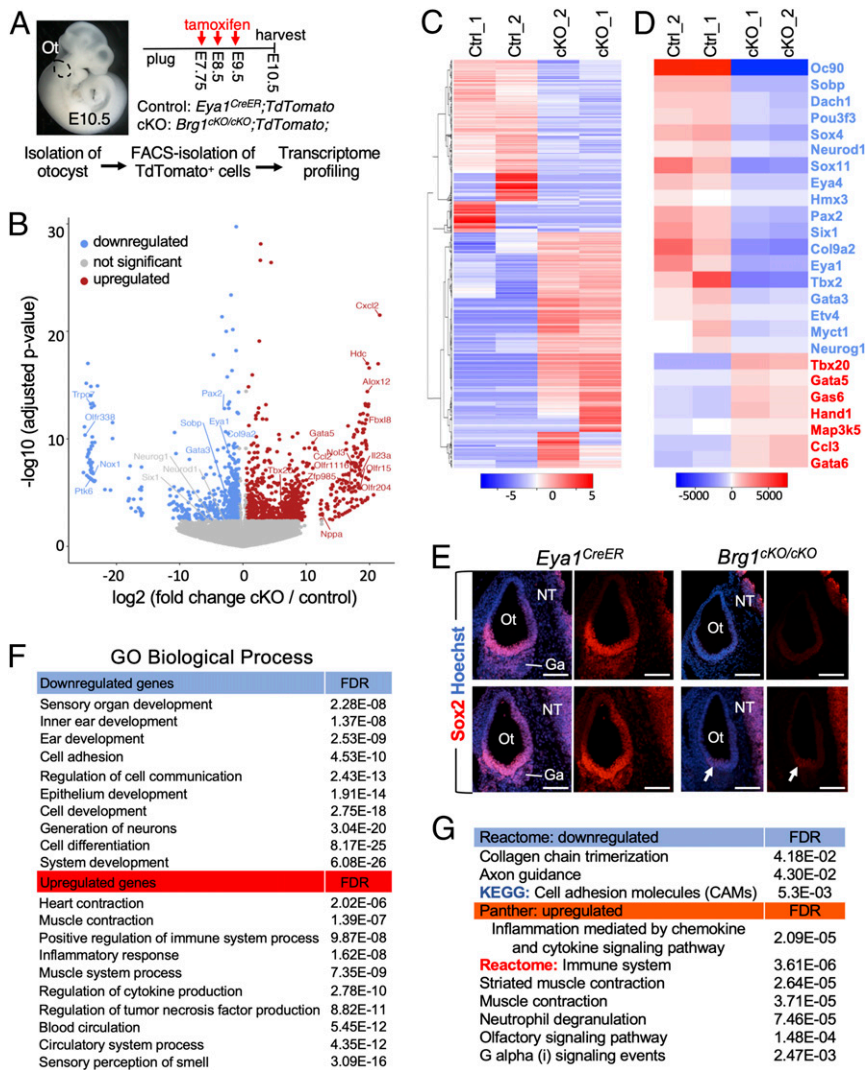 A
Ot
E10.5
tamoxifen
harvest
plug
E7.75
E8.5
E9.5
E10.5
Control: Eya1CreER;TdTomato
cKO: Brg1cKO/cKO;TdTomato;
Isolation of otocyst
FACS-isolation of TdTomato+ cells
Transcriptome profiling
B
downregulated
not significant
upregulated
-log10 (adjusted p-value)
30
20
10
0
-20
-10
0
10
20
log2 (fold change cKO / control)
Cxcl2
Hdc
Alox12
Fbxl8
Trpc7
Olfr338
Nox1
Ptk6
Pax2
Sobp
Eya1
Col9a2
Gata3
Neurog1
Neurod1
Six1
Gata5
Ccl2
Nol3
Olfr1116
Il23a
Olfr15
Tbx20
Zfp985
Olfr204
Nppa
C
Ctrl_1
Ctrl_2
cKO_2
cKO_1
-5
0
5
D
Ctrl_2
Ctrl_1
cKO_1
cKO_2
Oc90
Sobp
Dach1
Pou3f3
Sox4
Neurod1
Sox11
Eya4
Hmx3
Pax2
Six1
Col9a2
Eya1
Tbx2
Gata3
Etv4
Myct1
Neurog1
Tbx20
Gata5
Gas6
Hand1
Map3k5
Ccl3
Gata6
-5000
0
5000
E
Eya1CreER
Brg1cKO/cKO
Sox2 Hoechst
NT
Ot
Ga
NT
Ot
NT
Ot
Ga
NT
Ot
F
GO Biological Process
Downregulated genes FDR
Sensory organ development 2.28E-08
Inner ear development 1.37E-08
Ear development 2.53E-09
Cell adhesion 4.53E-10
Regulation of cell communication 2.43E-13
Epithelium development 1.91E-14
Cell development 2.75E-18
Generation of neurons 3.04E-20
Cell differentiation 8.17E-25
System development 6.08E-26
Upregulated genes FDR
Heart contraction 2.02E-06
Muscle contraction 1.39E-07
Positive regulation of immune system process 9.87E-08
Inflammatory response 1.62E-08
Muscle system process 7.35E-09
Regulation of cytokine production 2.78E-10
Regulation of tumor necrosis factor production 8.82E-11
Blood circulation 5.45E-12
Circulatory system process 4.35E-12
Sensory perception of smell 3.09E-16
G
Reactome: downregulated FDR
Collagen chain trimerization 4.18E-02
Axon guidance 4.30E-02
KEGG: Cell adhesion molecules (CAMs) 5.3E-03
Panther: upregulated FDR
Inflammation mediated by chemokine
and cytokine signaling pathway 2.09E-05
Reactome: Immune system 3.61E-06
Striated muscle contraction 2.64E-05
Muscle contraction 3.71E-05
Neutrophil degranulation 7.46E-05
Olfactory signaling pathway 1.48E-04
G alpha (i) signaling events 2.47E-03